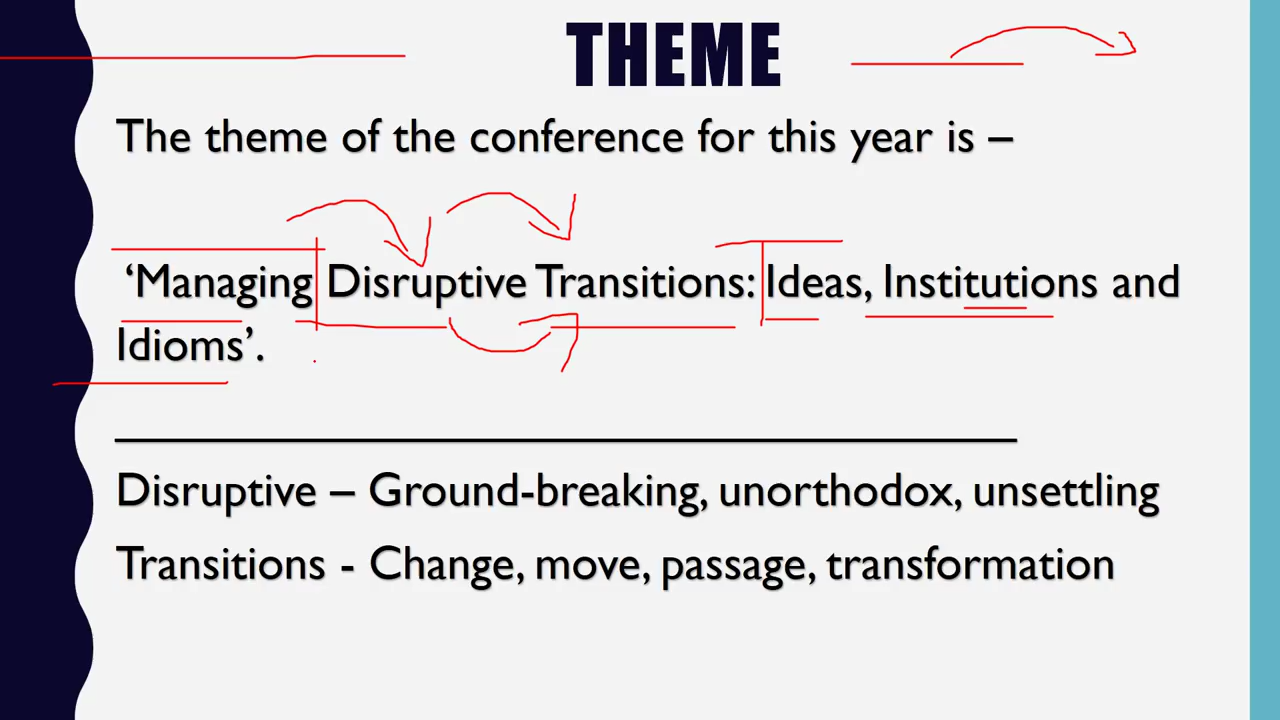 THEME
The theme of the conference for this year is –
‘Managing Disruptive Transitions: Ideas, Institutions and
Idioms’.
Disruptive – Ground-breaking, unorthodox, unsettling
Transitions - Change, move, passage, transformation